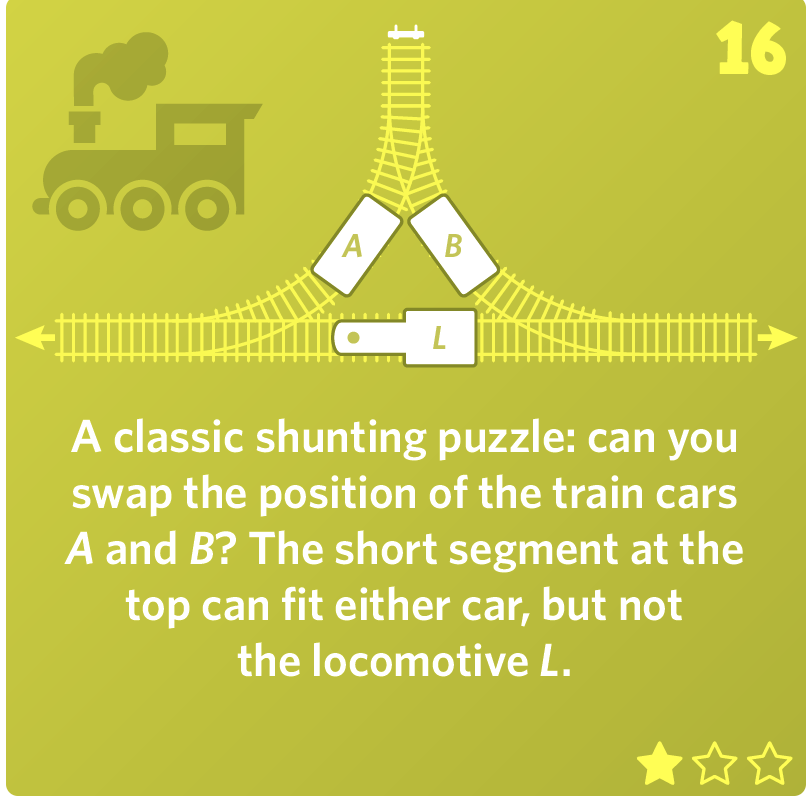 16
A
B
L
A classic shunting puzzle: can you
swap the position of the train cars
A and B? The short segment at the
top can fit either car, but not
the locomotive L.